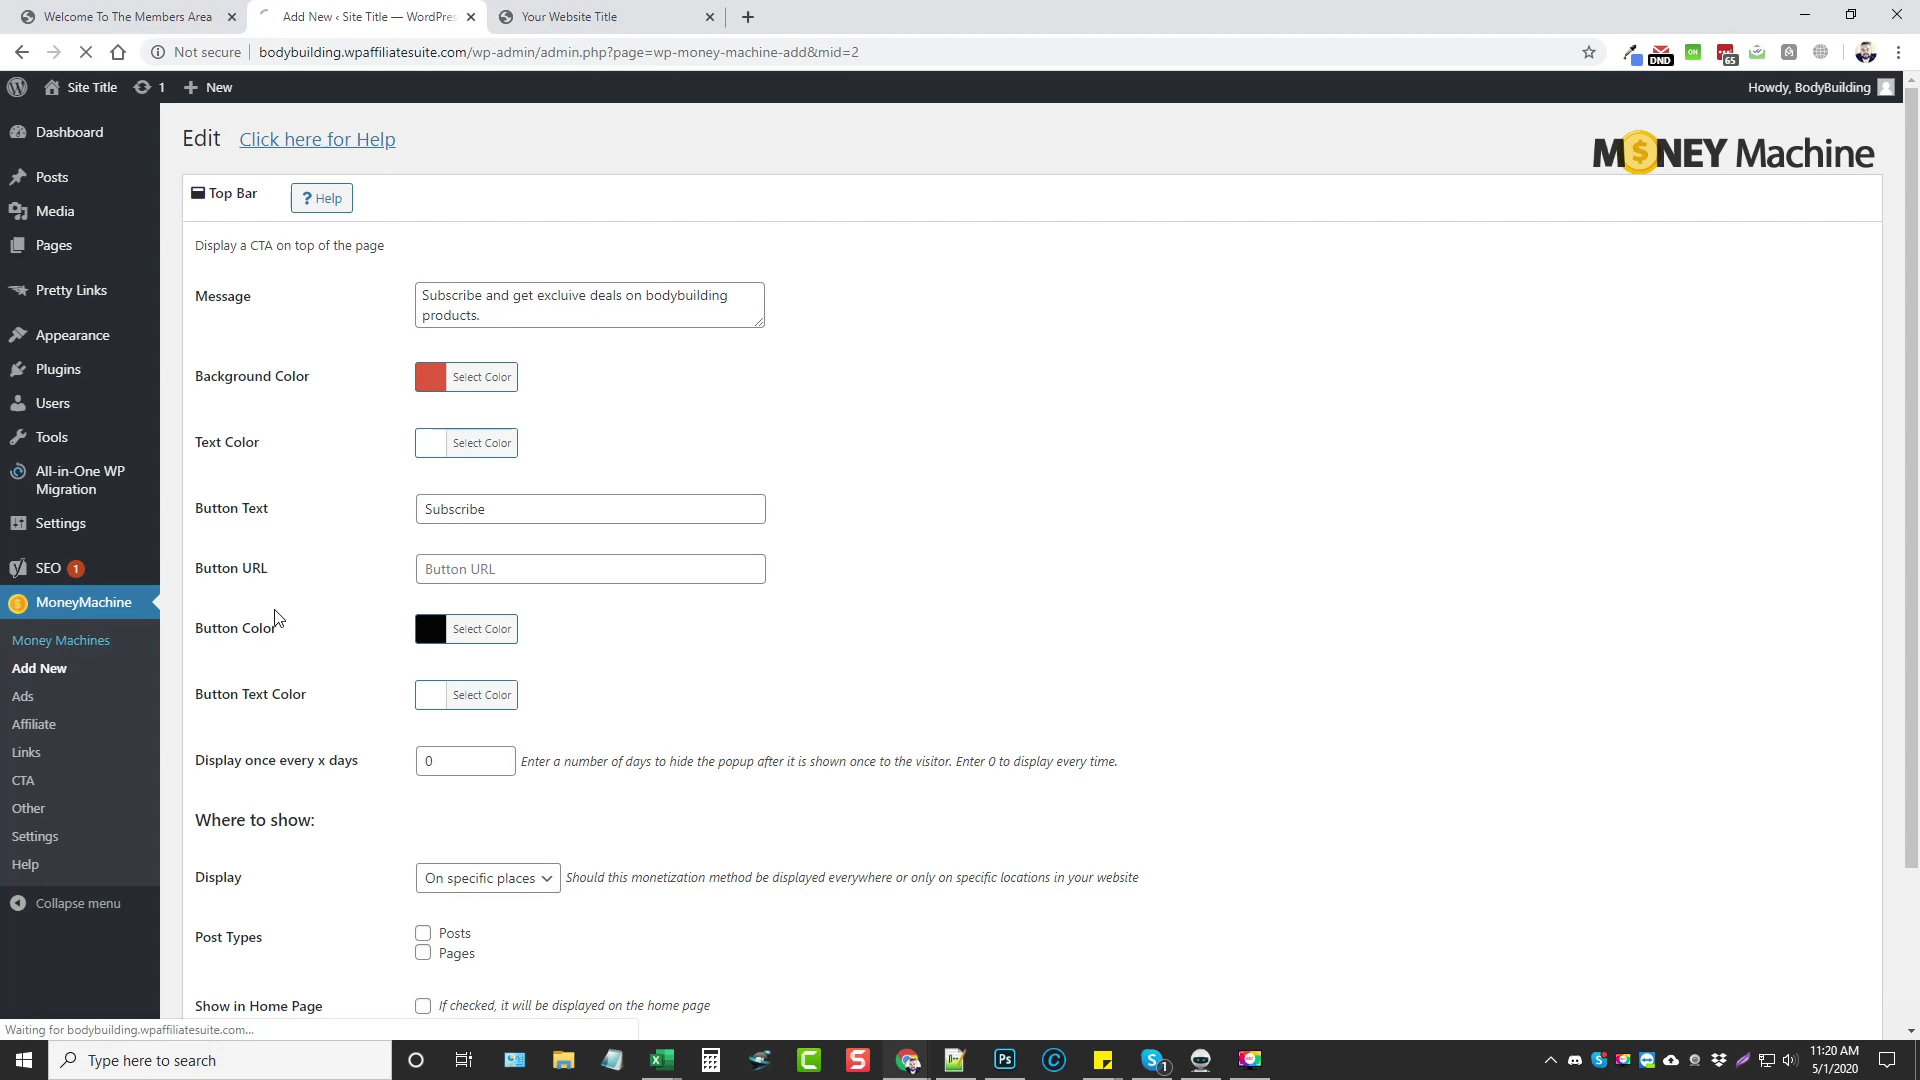 Welcome To The Members Area
Add New ‹ Site Title — WordPres
Your Website Title
Not secure
bodybuilding.wpaffiliatesuite.com/wp-admin/admin.php?page=wp-money-machine-add&mid=2
DND
ON
65
Site Title
1
New
Howdy, BodyBuilding
Dashboard
Posts
Media
Pages
Pretty Links
Appearance
Plugins
Users
Tools
All-in-One WP
Migration
Settings
SEO 1
MoneyMachine
Money Machines
Add New
Ads
Affiliate
Links
CTA
Other
Settings
Help
Collapse menu
Edit Click here for Help
M$NEY Machine
Top Bar
? Help
Display a CTA on top of the page
Message
Subscribe and get excluive deals on bodybuilding
products.
Background Color
Select Color
Text Color
Select Color
Button Text
Subscribe
Button URL
Button URL
Button Color
Select Color
Button Text Color
Select Color
Display once every x days
0
Enter a number of days to hide the popup after it is shown once to the visitor. Enter 0 to display every time.
Where to show:
Display
On specific places
Should this monetization method be displayed everywhere or only on specific locations in your website
Post Types
Posts
Pages
Show in Home Page
If checked, it will be displayed on the home page
Waiting for bodybuilding.wpaffiliatesuite.com...
Type here to search
Ps
1
11:20 AM
5/1/2020